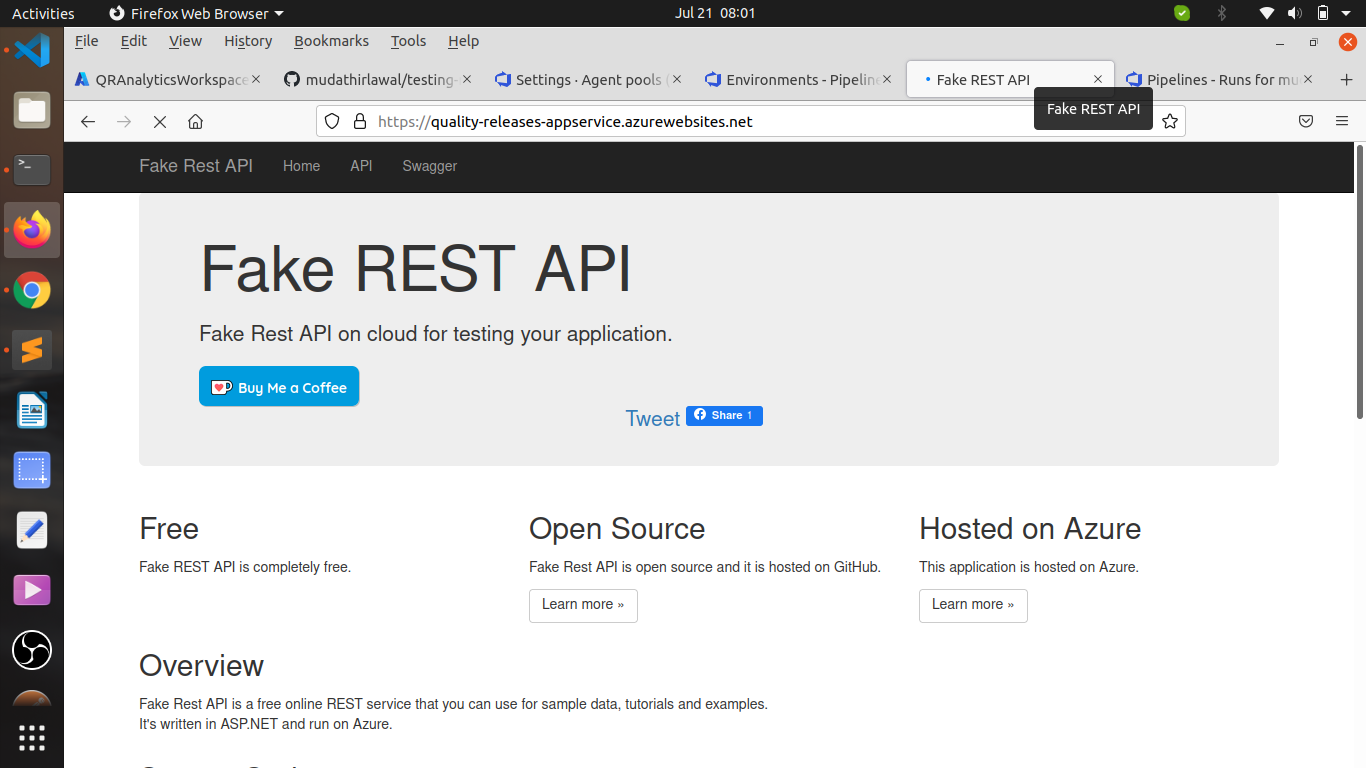 Activities Firefox Web Browser Jul 21 08:01
File Edit View History Bookmarks Tools Help
QRAnalyticsWorkspace mudathirlawal/testing- Settings · Agent pools ( Environments - Pipeline Fake REST API Pipelines - Runs for mu
Fake REST API
https://quality-releases-appservice.azurewebsites.net
Fake Rest API Home API Swagger
Fake REST API
Fake Rest API on cloud for testing your application.
Buy Me a Coffee
Tweet Share 1
Free Open Source Hosted on Azure
Fake REST API is completely free. Fake Rest API is open source and it is hosted on GitHub. This application is hosted on Azure.
Learn more » Learn more »
Overview
Fake Rest API is a free online REST service that you can use for sample data, tutorials and examples.
It's written in ASP.NET and run on Azure.